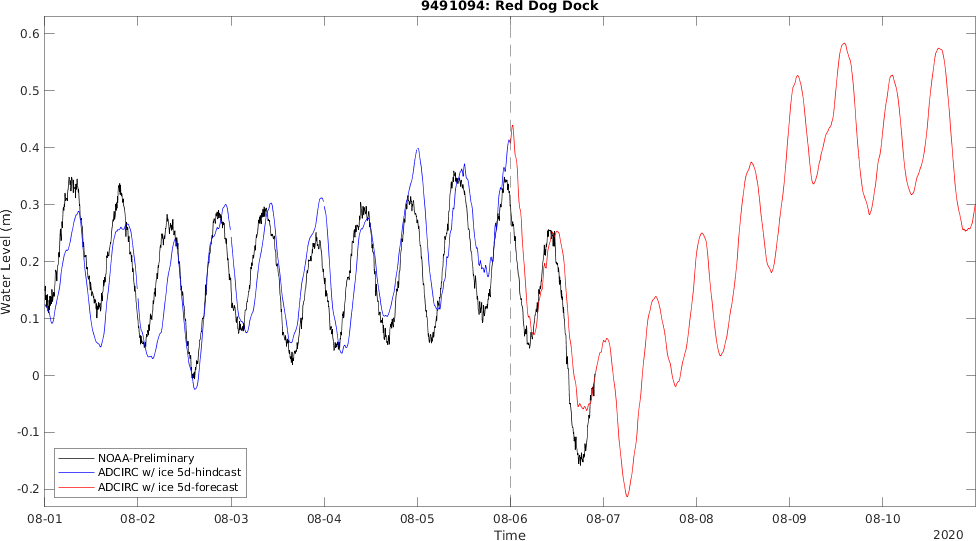 9491094: Red Dog Dock
Water Level (m)
0.6
0.5
0.4
0.3
0.2
0.1
0
-0.1
-0.2
NOAA-Preliminary
ADCIRC w/ ice 5d-hindcast
ADCIRC w/ ice 5d-forecast
08-01 08-02 08-03 08-04 08-05 08-06 08-07 08-08 08-09 08-10
Time
2020